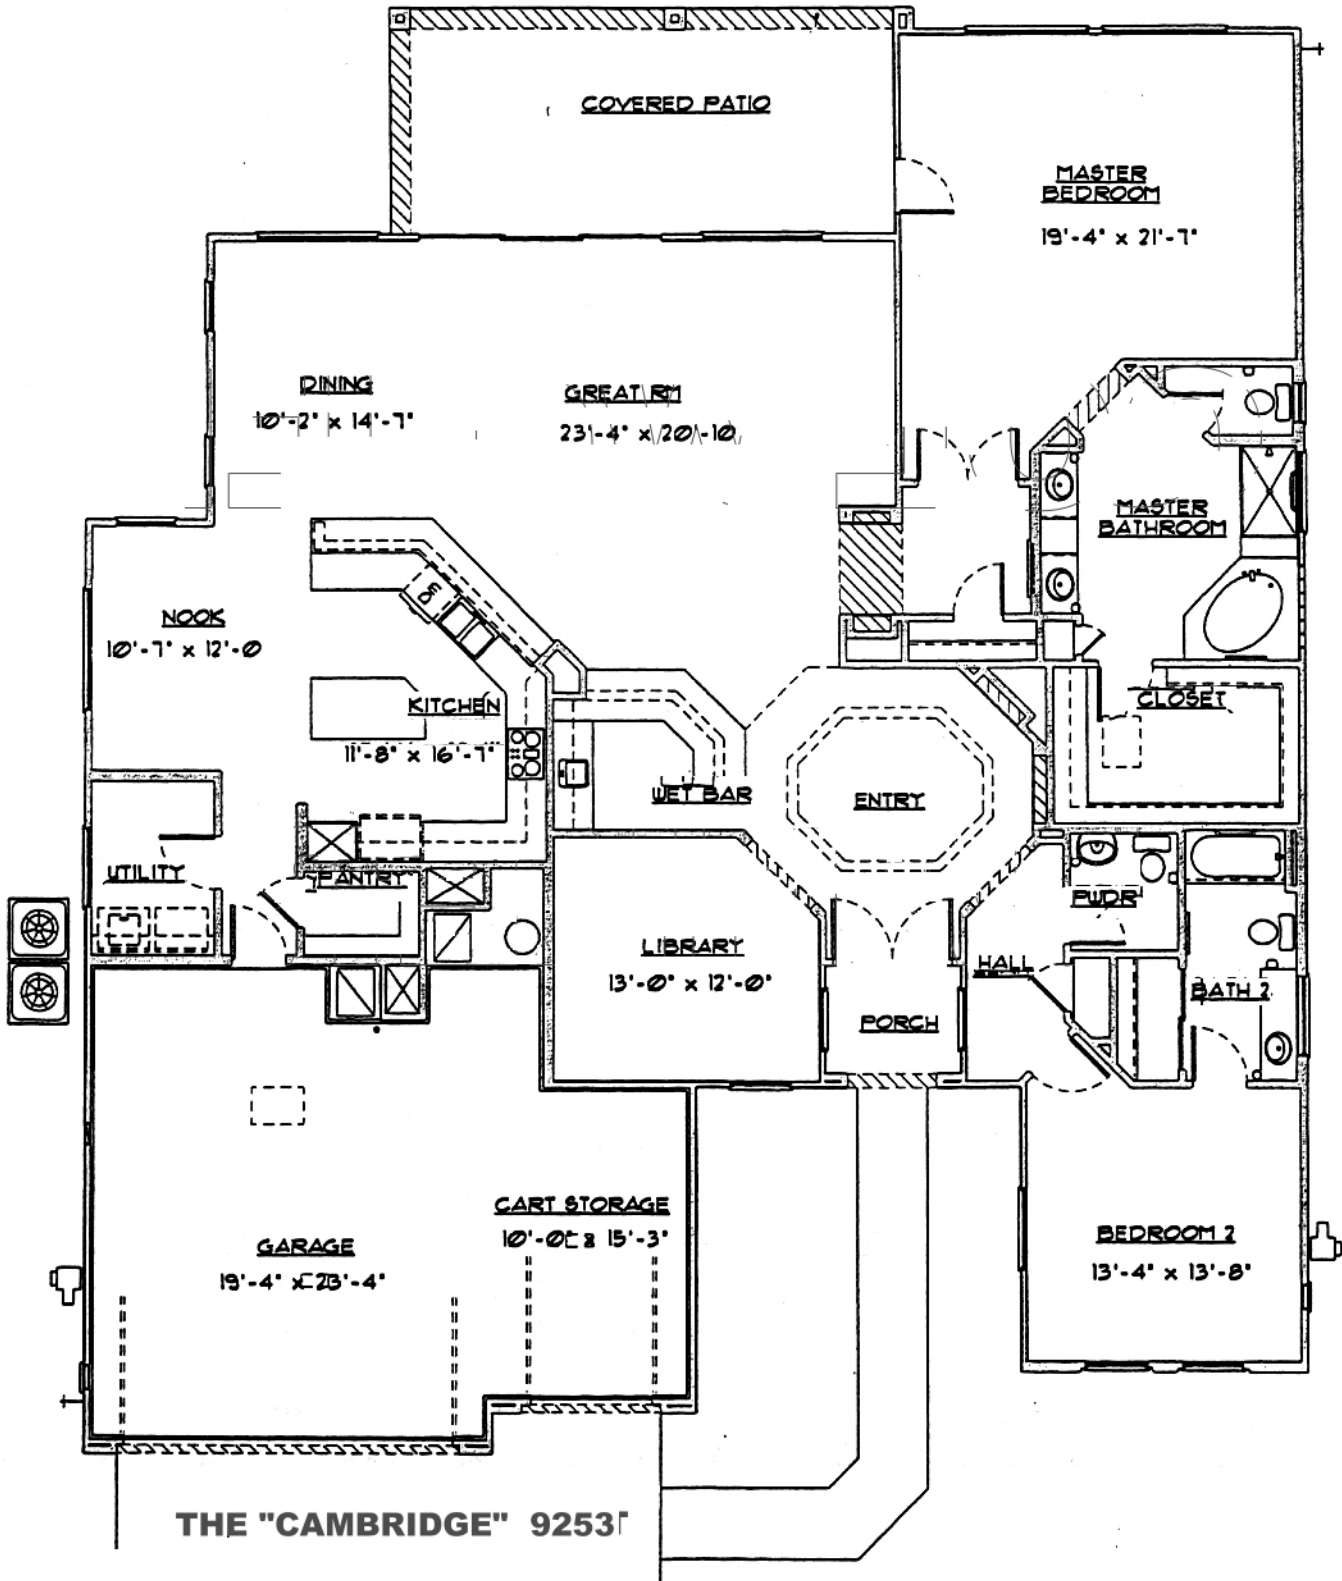 COVERED PATIO
MASTER
BEDROOM
19'-4" x 21'-7"
DINING
10'-2" x 14'-7"
GREAT RM
23'-4" x 20'-10"
MASTER
BATHROOM
NOOK
10'-7" x 12'-0
KITCHEN
11'-8" x 16'-7"
CLOSET
WET BAR
ENTRY
UTILITY
PANTRY
PWDR
LIBRARY
13'-0" x 12'-0"
HALL
BATH 2
PORCH
CART STORAGE
10'-0" x 15'-3"
GARAGE
19'-4" x 23'-4"
BEDROOM 2
13'-4" x 13'-8"
THE "CAMBRIDGE" 9253